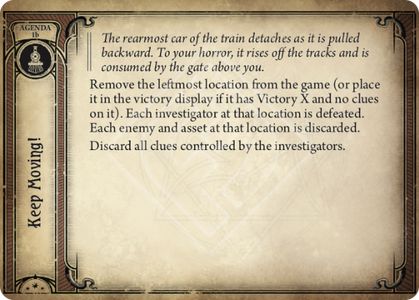 AGENDA
1b
The rearmost car of the train detaches as it is pulled
backward. To your horror, it rises off the tracks and is
consumed by the gate above you.
Remove the leftmost location from the game (or place
it in the victory display if it has Victory X and no clues
on it). Each investigator at that location is defeated.
Each enemy and asset at that location is discarded.
Discard all clues controlled by the investigators.
Keep Moving!